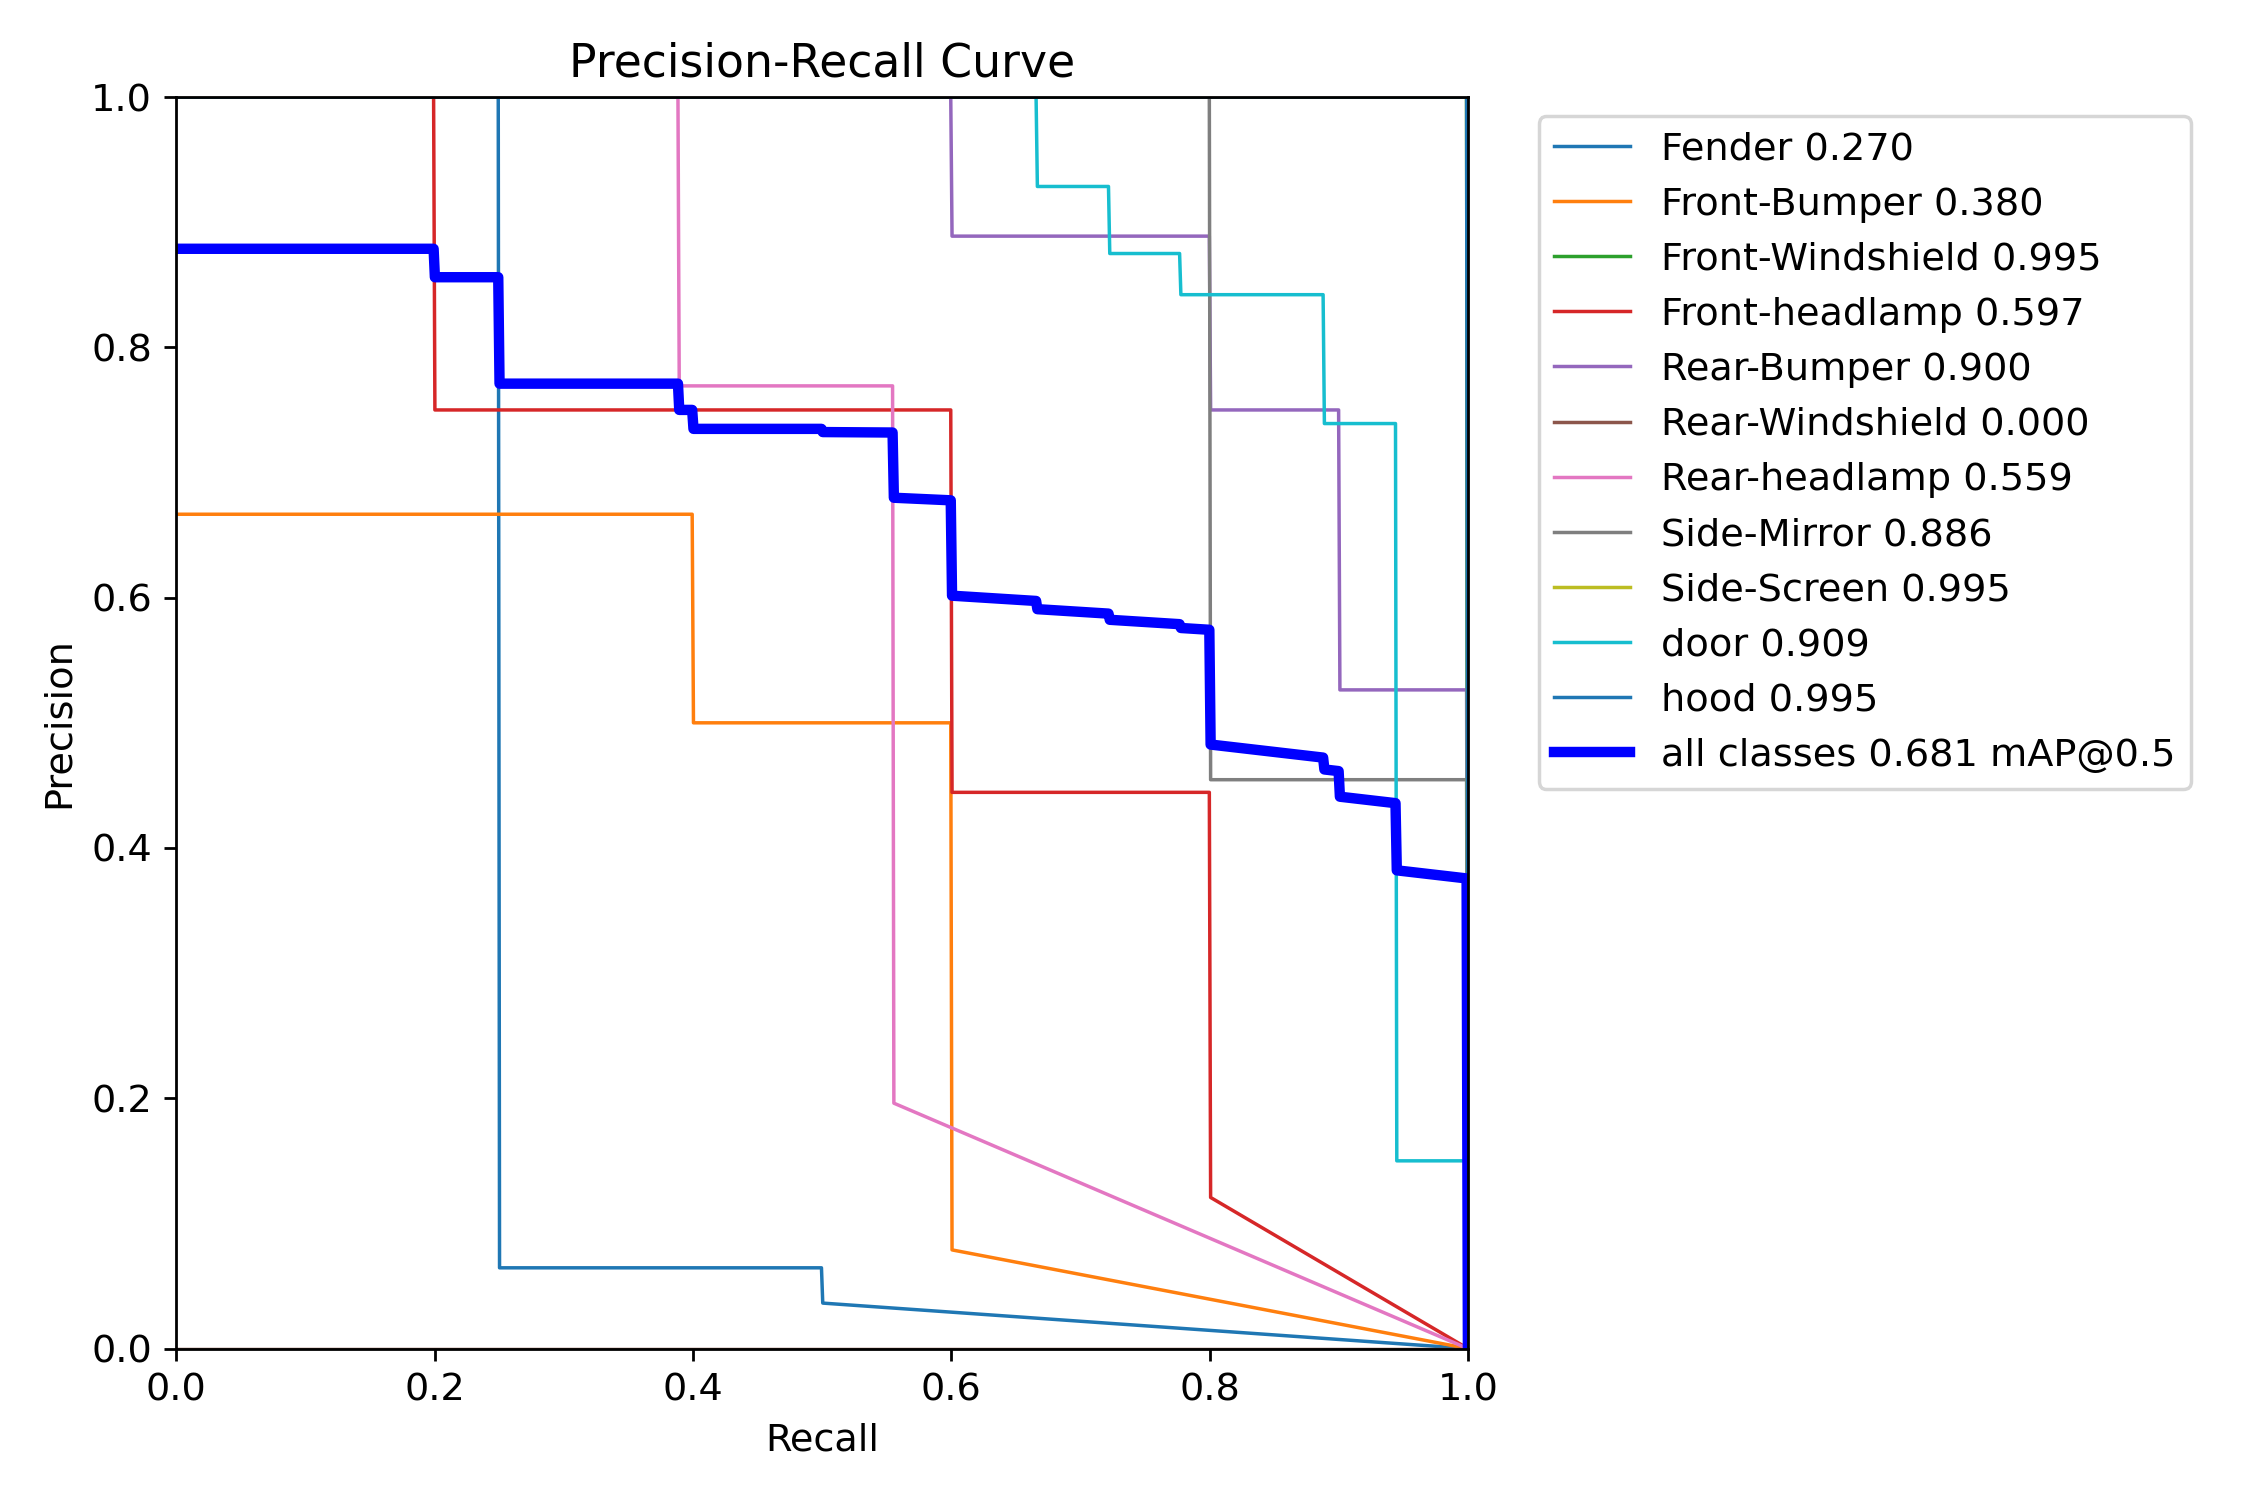 Precision-Recall Curve
1.0
0.8
0.6
0.4
0.2
0.0
Precision
0.0 0.2 0.4 0.6 0.8 1.0
Recall
Fender 0.270
Front-Bumper 0.380
Front-Windshield 0.995
Front-headlamp 0.597
Rear-Bumper 0.900
Rear-Windshield 0.000
Rear-headlamp 0.559
Side-Mirror 0.886
Side-Screen 0.995
door 0.909
hood 0.995
all classes 0.681 mAP@0.5